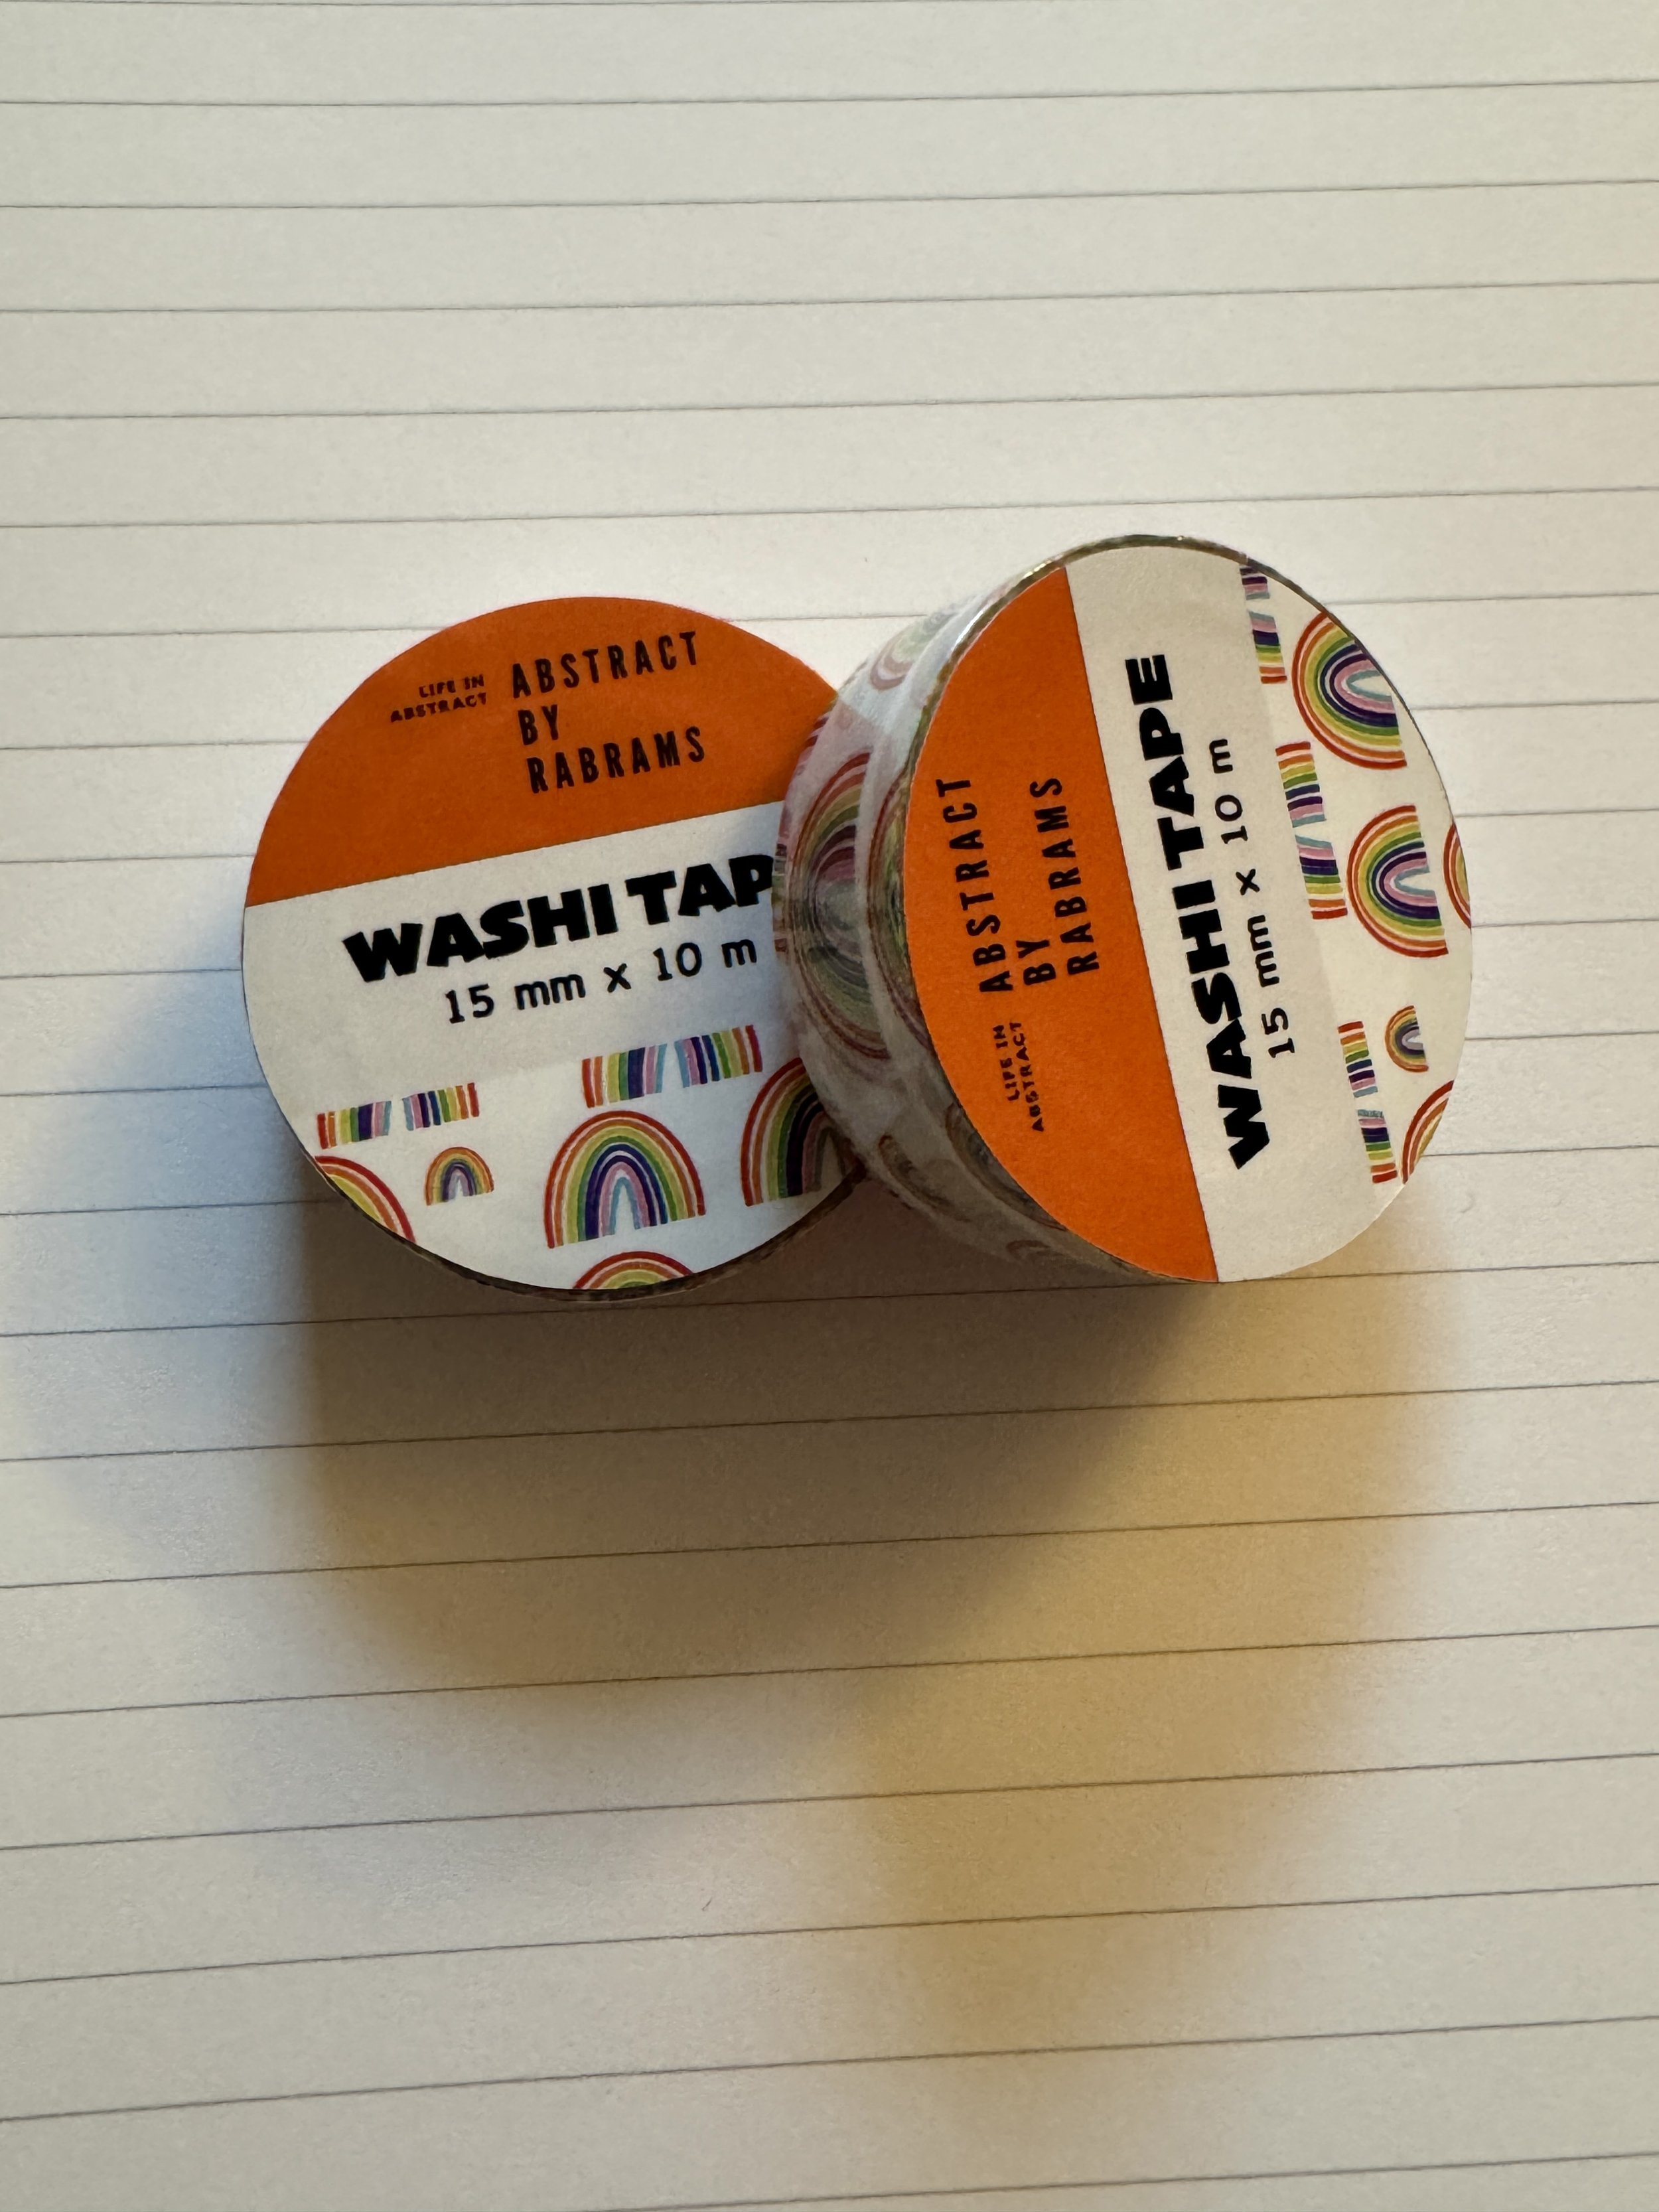 LIFE IN
ABSTRACT
ABSTRACT
BY
RABRAMS
WASHI TAP
15 mm x 10 m
LIFE IN
ABSTRACT
ABSTRACT
BY
RABRAMS
WASHI TAPE
15 mm x 10 m